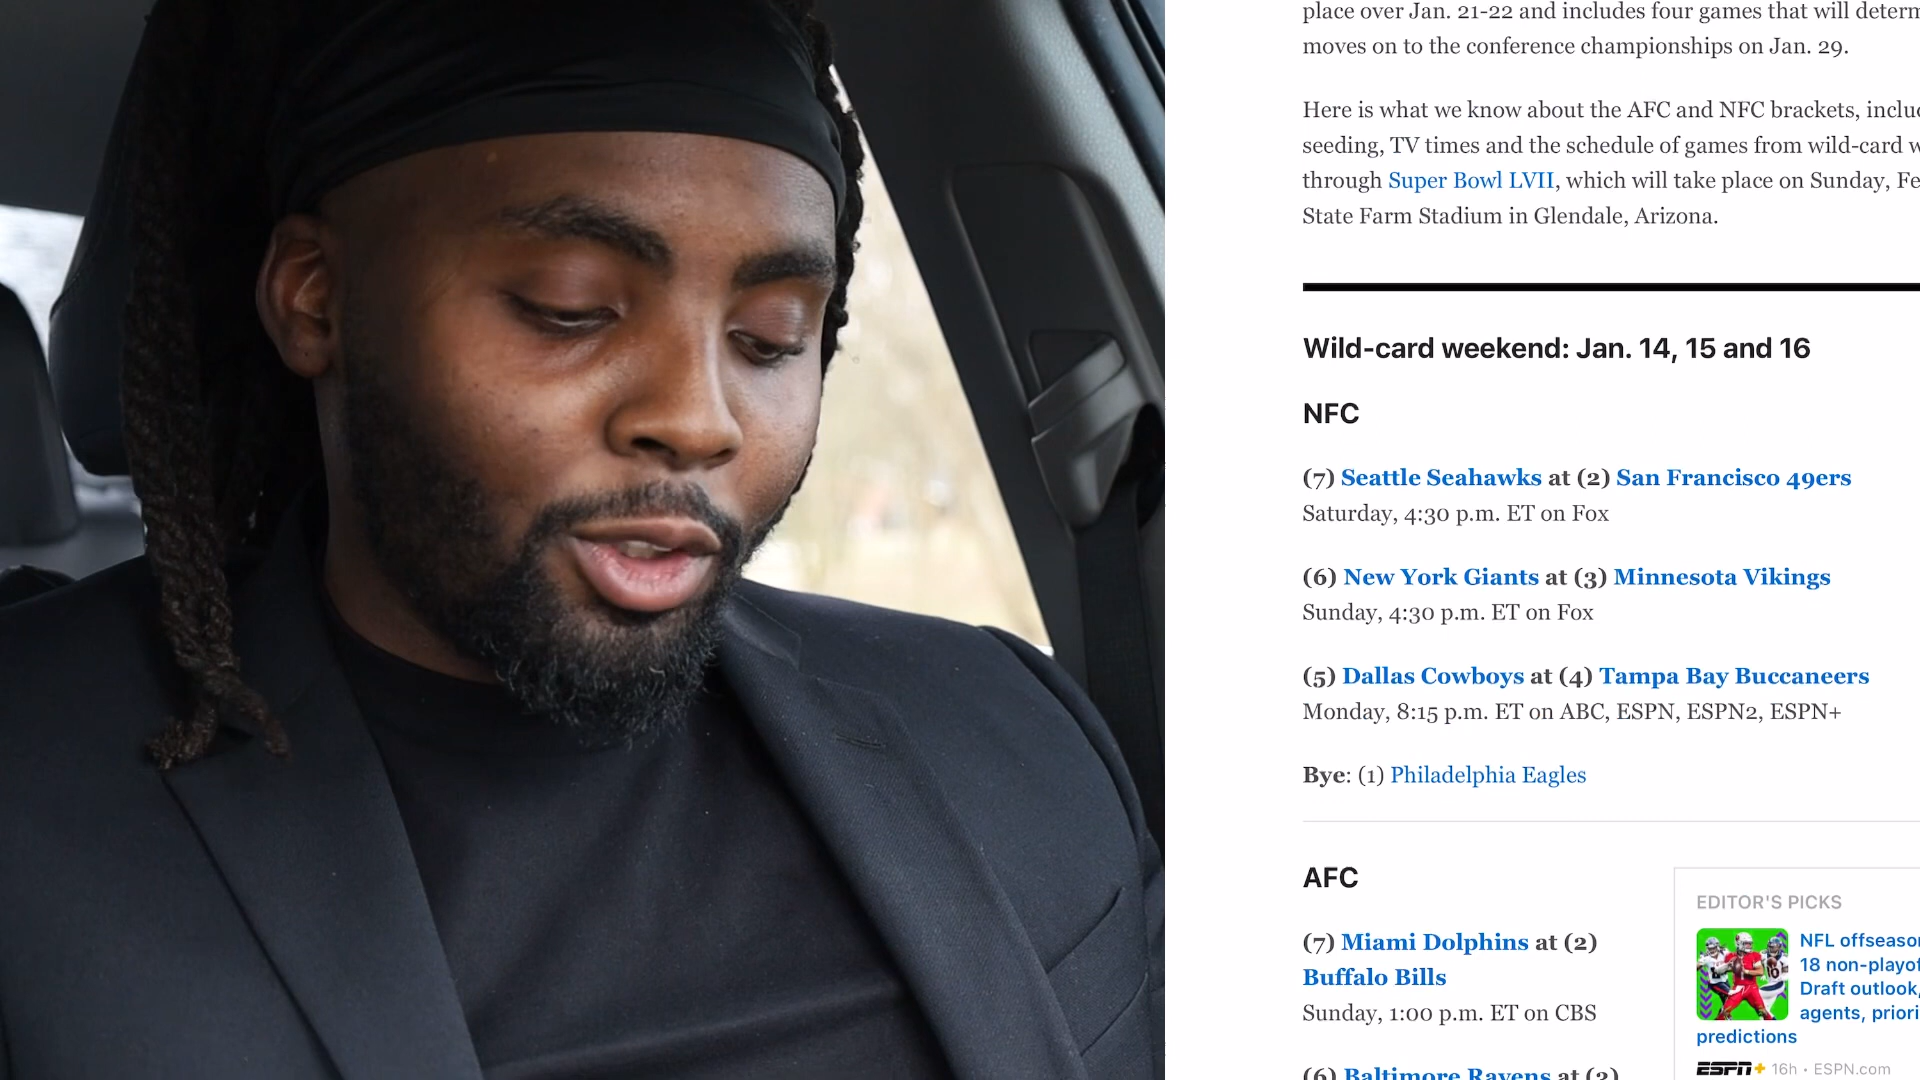 place over Jan. 21-22 and includes four games that will
moves on to the conference championships on Jan. 29.
Here is what we know about the AFC and NFC brackets,
seeding, TV times and the schedule of games from wild-card
through Super Bowl LVII, which will take place on Sunday,
State Farm Stadium in Glendale, Arizona.
Wild-card weekend: Jan. 14, 15 and 16
NFC
(7) Seattle Seahawks at (2) San Francisco 49ers
Saturday, 4:30 p.m. ET on Fox
(6) New York Giants at (3) Minnesota Vikings
Sunday, 4:30 p.m. ET on Fox
(5) Dallas Cowboys at (4) Tampa Bay Buccaneers
Monday, 8:15 p.m. ET on ABC, ESPN, ESPN2, ESPN+
Bye: (1) Philadelphia Eagles
AFC
(7) Miami Dolphins at (2)
Buffalo Bills
Sunday, 1:00 p.m. ET on CBS
(6) Baltimore Ravens at (3)
EDITOR'S PICKS
NFL
18
Draft outlook,
agents,
predictions
ESPN+ 16h · ESPN.com